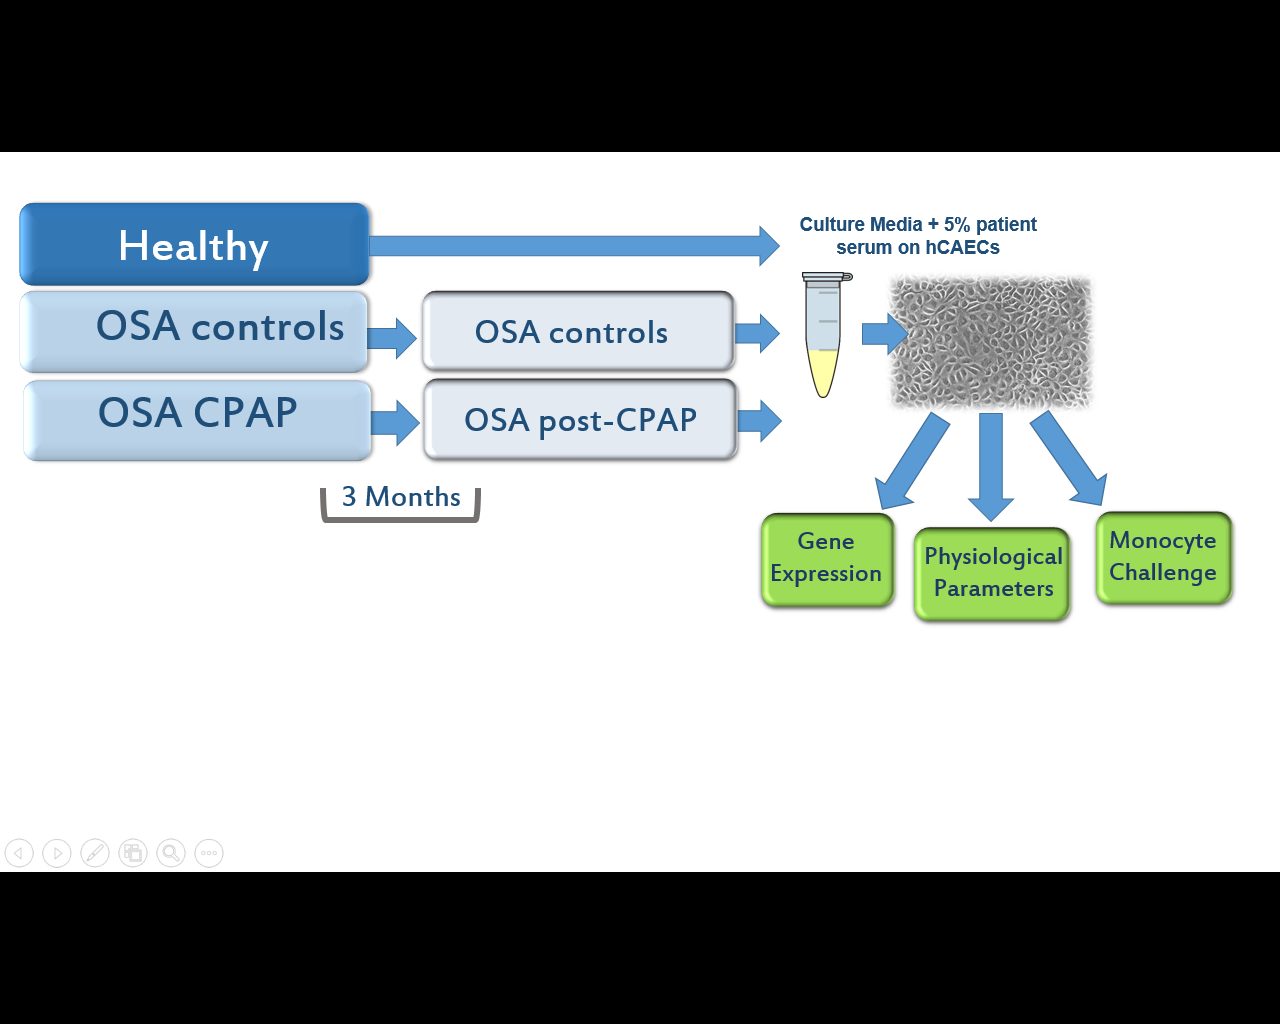 Healthy
Culture Media + 5% patient
serum on hCAECs
OSA controls
OSA controls
OSA CPAP
OSA post-CPAP
3 Months
Gene
Expression
Physiological
Parameters
Monocyte
Challenge